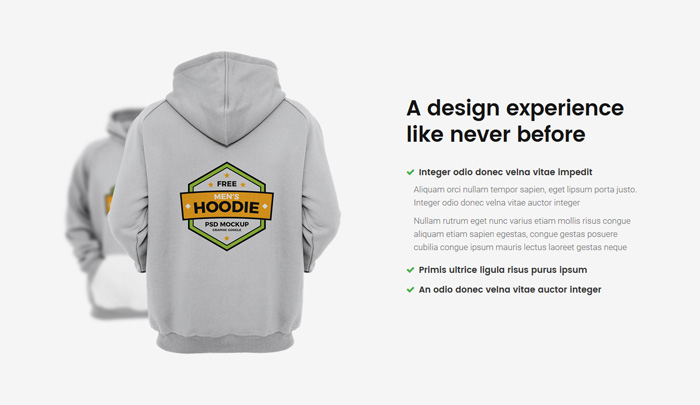 FREE
MEN'S
HOODIE
PSD MOCKUP
GRAPHIC GOOGLE
A design experience
like never before
Integer odio donec velna vitae impedit
Aliquam orci nullam tempor sapien, eget lipsum porta justo.
Integer odio donec velna vitae auctor integer
Nullam rutrum eget nunc varius etiam mollis risus congue
aliquam etiam sapien egestas, congue gestas posuere
cubilia congue ipsum mauris lectus laoreet gestas neque
Primis ultrice ligula risus purus ipsum
An odio donec velna vitae auctor integer